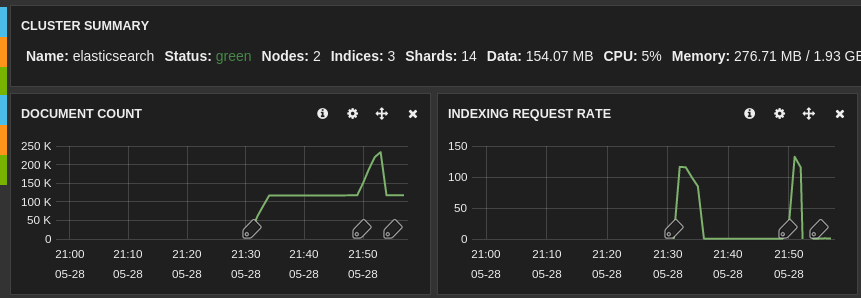 CLUSTER SUMMARY
Name: elasticsearch Status: green Nodes: 2 Indices: 3 Shards: 14 Data: 154.07 MB CPU: 5% Memory: 276.71 MB / 1.93 GE
DOCUMENT COUNT
250 K
200 K
150 K
100 K
50 K
0
21:00 21:10 21:20 21:30 21:40 21:50
05-28 05-28 05-28 05-28 05-28 05-28
INDEXING REQUEST RATE
150
100
50
0
21:00 21:10 21:20 21:30 21:40 21:50
05-28 05-28 05-28 05-28 05-28 05-28